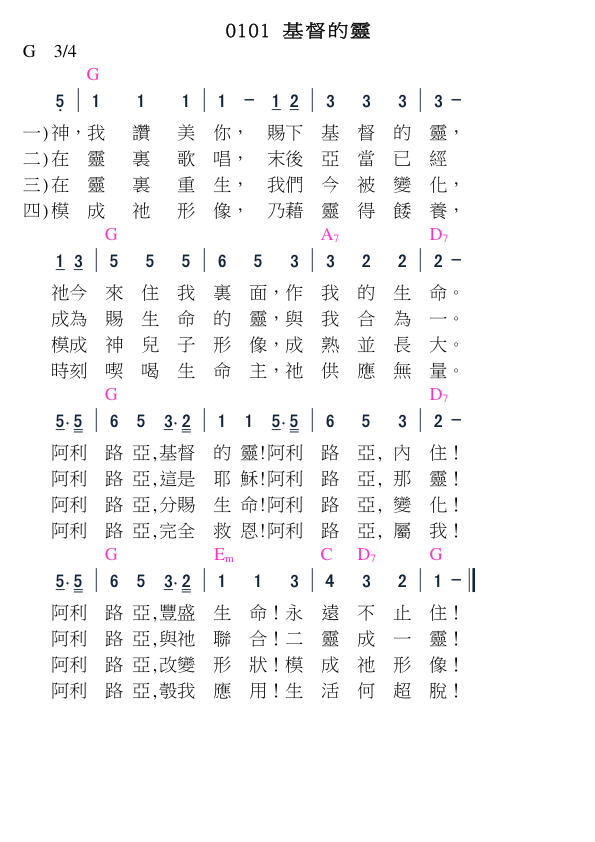 0101 基督的靈
G 3/4
G
5̣ | 1 1 1 | 1 – 1 2 | 3 3 3 | 3 –
一)神，我 讚 美 你， 賜下 基 督 的 靈，
二)在 靈 裏 歌 唱， 末後 亞 當 已 經
三)在 靈 裏 重 生， 我們 今 被 變 化，
四)模 成 祂 形 像， 乃藉 靈 得 餧 養，
G A7 D7
1 3 | 5 5 5 | 6 5 3 | 3 2 2 | 2 –
祂今 來 住 我 裏 面，作 我 的 生 命。
成為 賜 生 命 的 靈，與 我 合 為 一。
模成 神 兒 子 形 像，成 熟 並 長 大。
時刻 喫 喝 生 命 主，祂 供 應 無 量。
G D7
5·5 | 6 5 3·2 | 1 1 5·5 | 6 5 3 | 2 –
阿利 路 亞,基督 的 靈!阿利 路 亞, 內 住!
阿利 路 亞,這是 耶 穌!阿利 路 亞, 那 靈!
阿利 路 亞,分賜 生 命!阿利 路 亞, 變 化!
阿利 路 亞,完全 救 恩!阿利 路 亞, 屬 我!
G Em C D7 G
5·5 | 6 5 3·2 | 1 1 3 | 4 3 2 | 1 – ‖
阿利 路 亞,豐盛 生 命!永 遠 不 止 住!
阿利 路 亞,與祂 聯 合!二 靈 成 一 靈!
阿利 路 亞,改變 形 狀!模 成 祂 形 像!
阿利 路 亞,彀我 應 用!生 活 何 超 脫!